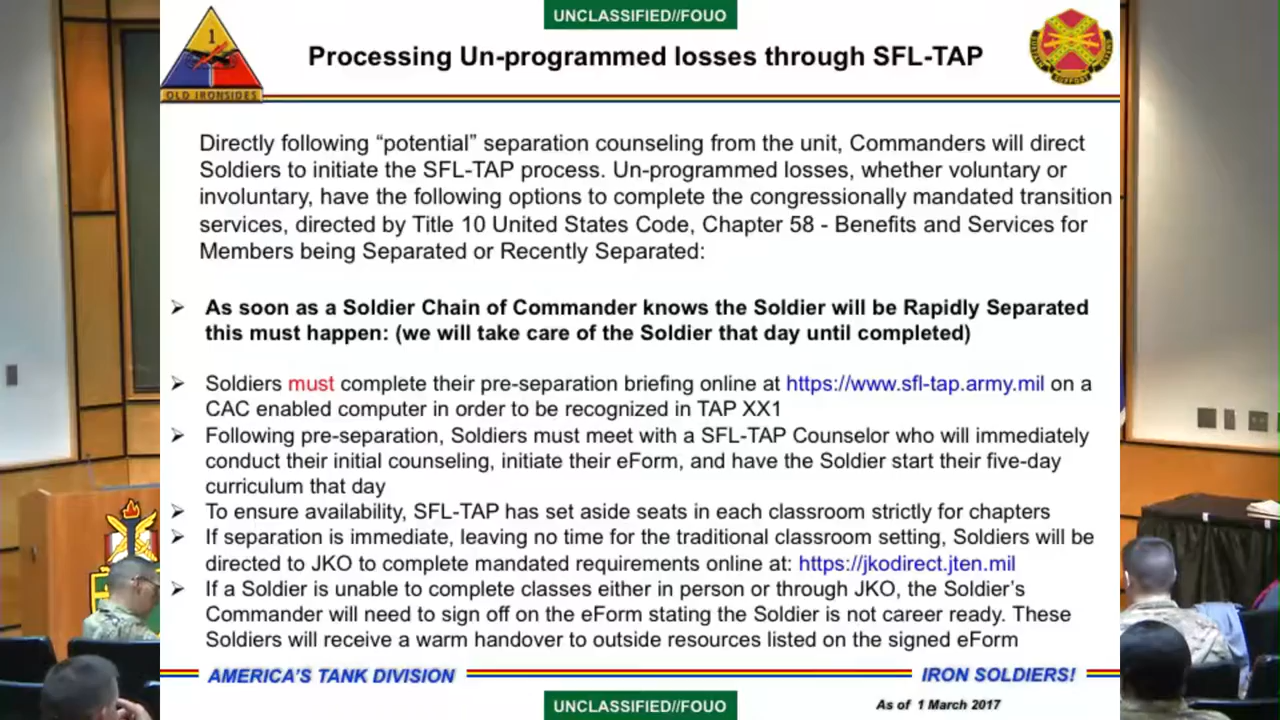 UNCLASSIFIED//FOUO
1
OLD IRONSIDES
Processing Un-programmed losses through SFL-TAP
SUPPORT
Directly following “potential” separation counseling from the unit, Commanders will direct
Soldiers to initiate the SFL-TAP process. Un-programmed losses, whether voluntary or
involuntary, have the following options to complete the congressionally mandated transition
services, directed by Title 10 United States Code, Chapter 58 - Benefits and Services for
Members being Separated or Recently Separated:
As soon as a Soldier Chain of Commander knows the Soldier will be Rapidly Separated
this must happen: (we will take care of the Soldier that day until completed)
Soldiers must complete their pre-separation briefing online at https://www.sfl-tap.army.mil on a
CAC enabled computer in order to be recognized in TAP XX1
Following pre-separation, Soldiers must meet with a SFL-TAP Counselor who will immediately
conduct their initial counseling, initiate their eForm, and have the Soldier start their five-day
curriculum that day
To ensure availability, SFL-TAP has set aside seats in each classroom strictly for chapters
If separation is immediate, leaving no time for the traditional classroom setting, Soldiers will be
directed to JKO to complete mandated requirements online at: https://jkodirect.jten.mil
If a Soldier is unable to complete classes either in person or through JKO, the Soldier’s
Commander will need to sign off on the eForm stating the Soldier is not career ready. These
Soldiers will receive a warm handover to outside resources listed on the signed eForm
AMERICA'S TANK DIVISION
IRON SOLDIERS!
UNCLASSIFIED//FOUO
As of 1 March 2017